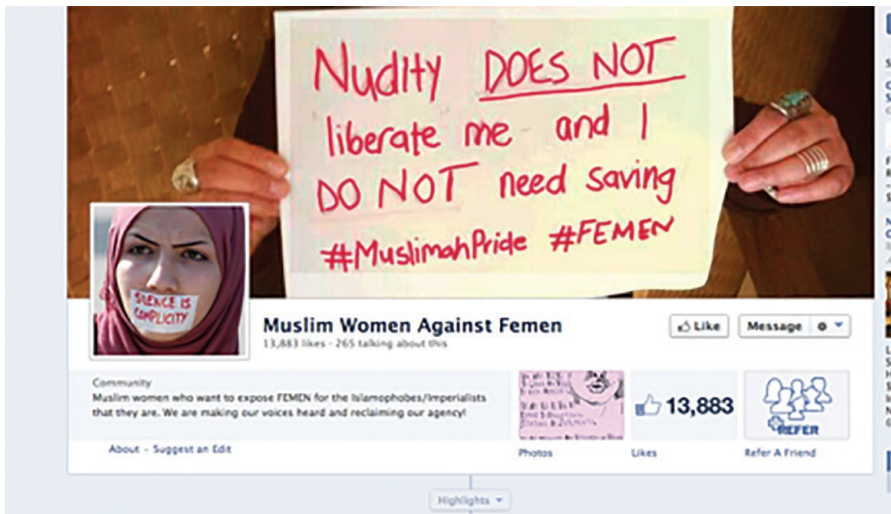 Nudity DOES NOT
liberate me and I
DO NOT need saving
#MuslimahPride #FEMEN
SILENCE IS
COMPLICITY
Muslim Women Against Femen
13,883 likes · 265 talking about this
Like
Message
Community
Muslim women who want to expose FEMEN for the Islamophobes/Imperialists
that they are. We are making our voices heard and reclaiming our agency!
About - Suggest an Edit
13,883
REFER
Photos
Likes
Refer A Friend
Highlights